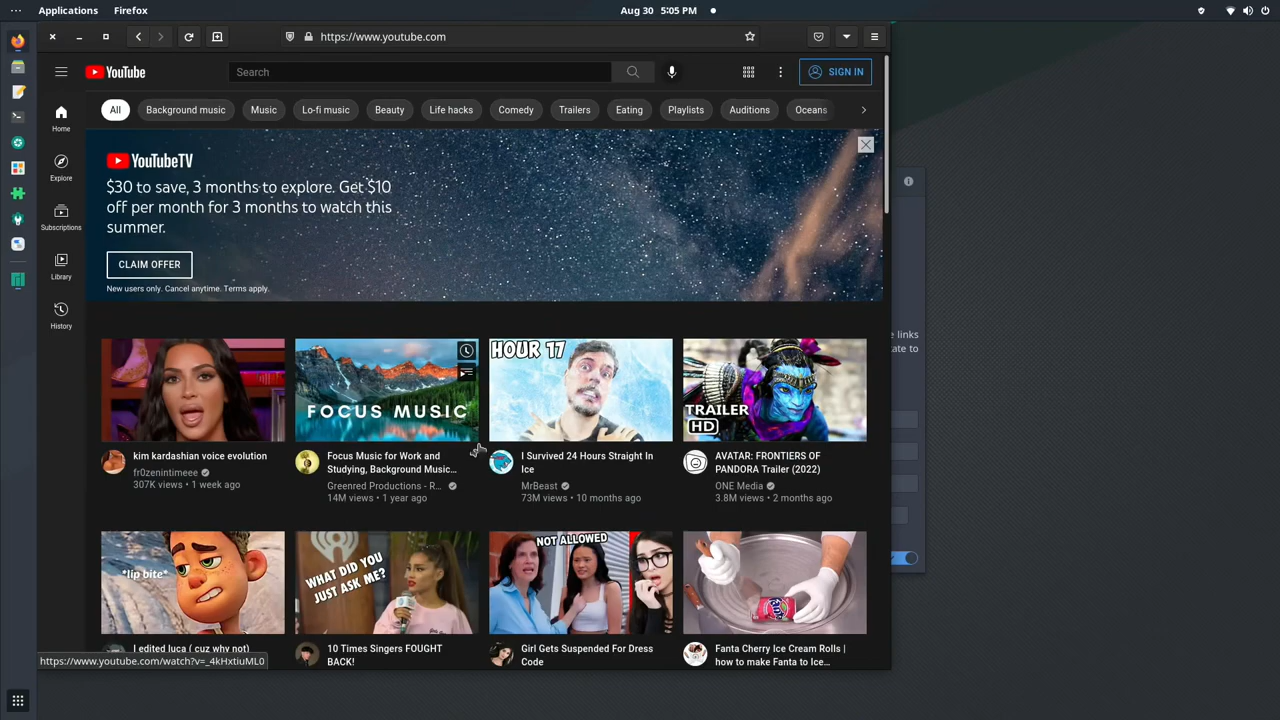 Applications Firefox Aug 30 5:05 PM
https://www.youtube.com
YouTube Search SIGN IN
All Background music Music Lo-fi music Beauty Life hacks Comedy Trailers Eating Playlists Auditions Oceans
Home
Explore
Subscriptions
Library
History
YouTubeTV
$30 to save, 3 months to explore. Get $10
off per month for 3 months to watch this
summer.
CLAIM OFFER
New users only. Cancel anytime. Terms apply.
e links
ate to
FOCUS MUSIC
HOUR 17
TRAILER
HD
kim kardashian voice evolution
fr0zenintimeee
307K views • 1 week ago
Focus Music for Work and
Studying, Background Music...
Greenred Productions - R...
14M views • 1 year ago
I Survived 24 Hours Straight In
Ice
MrBeast
73M views • 10 months ago
AVATAR: FRONTIERS OF
PANDORA Trailer (2022)
ONE Media
3.8M views • 2 months ago
*lip bite*
iHeart
WHAT DID YOU
JUST ASK ME?
NOT ALLOWED
Fanta
I edited luca ( cuz why not)
10 Times Singers FOUGHT
BACK!
Girl Gets Suspended For Dress
Code
Fanta Cherry Ice Cream Rolls |
how to make Fanta to Ice...
https://www.youtube.com/watch?v=_4kHxtiuML0